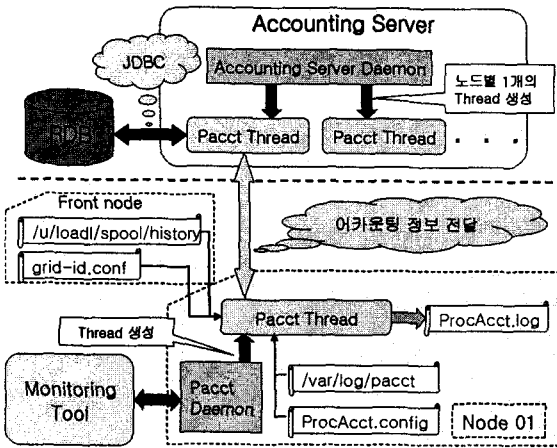 Accounting Server
JDBC
Accounting Server Daemon
노드별 1개의
Thread 생성
RDB
Pacct Thread
Pacct Thread
. . .
Front node
/u/loadl/spool/history
grid-id.conf
어카운팅 정보 전달
Pacct Thread
ProcAcct.log
Thread 생성
Monitoring
Tool
Pacct
Daemon
/var/log/pacct
ProcAcct.config
Node 01